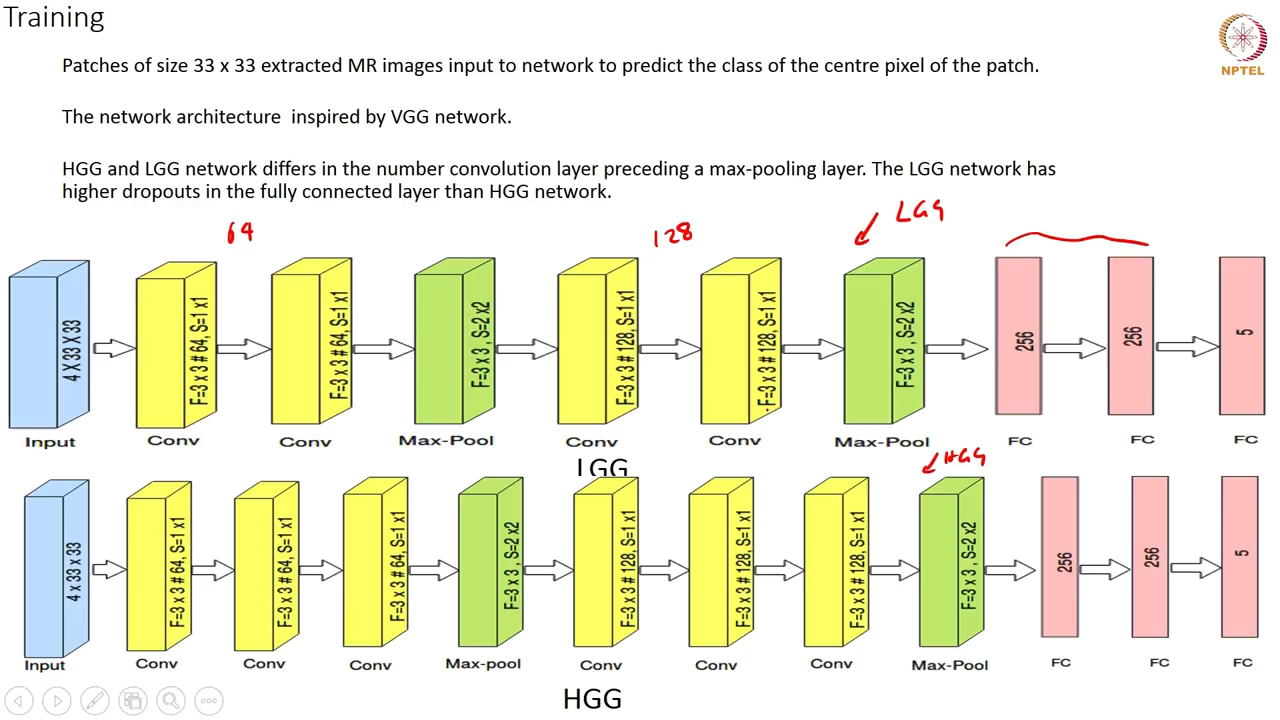 Training
NPTEL
Patches of size 33 x 33 extracted MR images input to network to predict the class of the centre pixel of the patch.
The network architecture inspired by VGG network.
HGG and LGG network differs in the number convolution layer preceding a max-pooling layer. The LGG network has
higher dropouts in the fully connected layer than HGG network.
64
128
LGG
4 X 33 X 33
F=3 x 3 # 64, S=1 x1
F=3 x 3 # 64, S=1 x1
F=3 x 3 , S=2 x2
F=3 x 3 # 128, S=1 x1
F=3 x 3 # 128, S=1 x1
F=3 x 3 , S=2 x2
256
256
5
Input
Conv
Conv
Max-Pool
Conv
Conv
Max-Pool
FC
FC
FC
LGG
HGG
4 x 33 x 33
F=3 x 3 # 64, S=1 x1
F=3 x 3 # 64, S=1 x1
F=3 x 3 # 64, S=1 x1
F=3 x 3 , S=2 x2
F=3 x 3 # 128, S=1 x1
F=3 x 3 # 128, S=1 x1
F=3 x 3 # 128, S=1 x1
F=3 x 3 , S=2 x2
256
256
5
Input
Conv
Conv
Conv
Max-pool
Conv
Conv
Conv
Max-Pool
FC
FC
FC
HGG